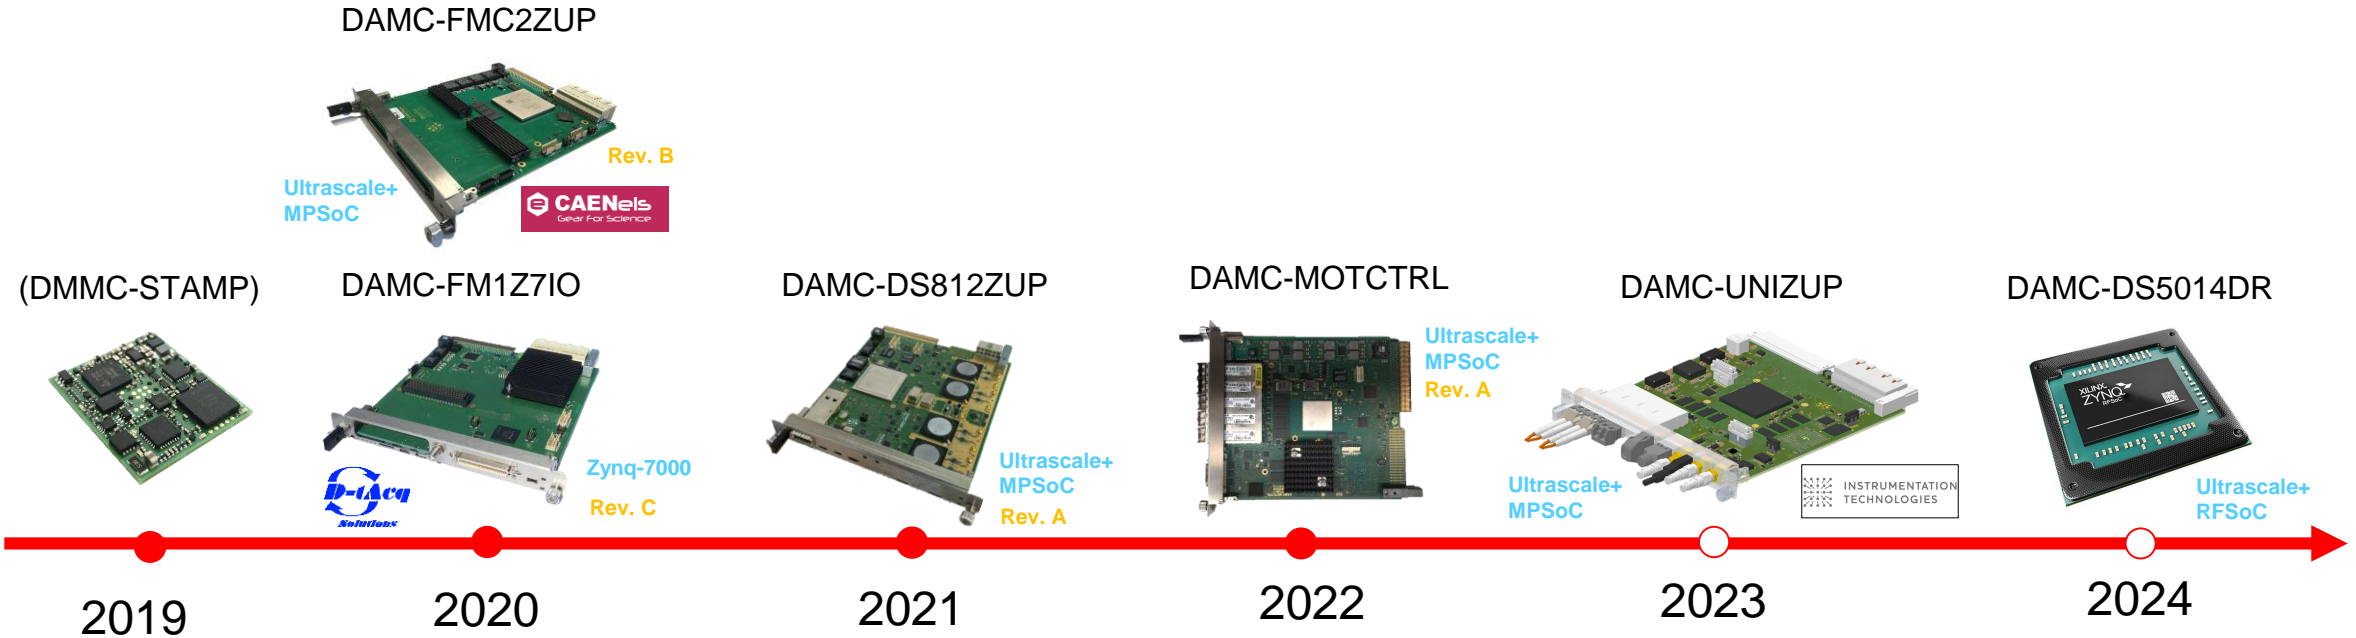 DAMC-FMC2ZUP
Rev. B
Ultrascale+
MPSoC
CAENels
Gear For Science
(DMMC-STAMP)
DAMC-FM1Z7IO
DAMC-DS812ZUP
DAMC-MOTCTRL
DAMC-UNIZUP
DAMC-DS5014DR
D-tAcq
Solutions
Zynq-7000
Rev. C
Ultrascale+
MPSoC
Rev. A
Ultrascale+
MPSoC
Rev. A
Ultrascale+
MPSoC
INSTRUMENTATION
TECHNOLOGIES
XILINX
ZYNQ
RFSoC
Ultrascale+
RFSoC
2019
2020
2021
2022
2023
2024